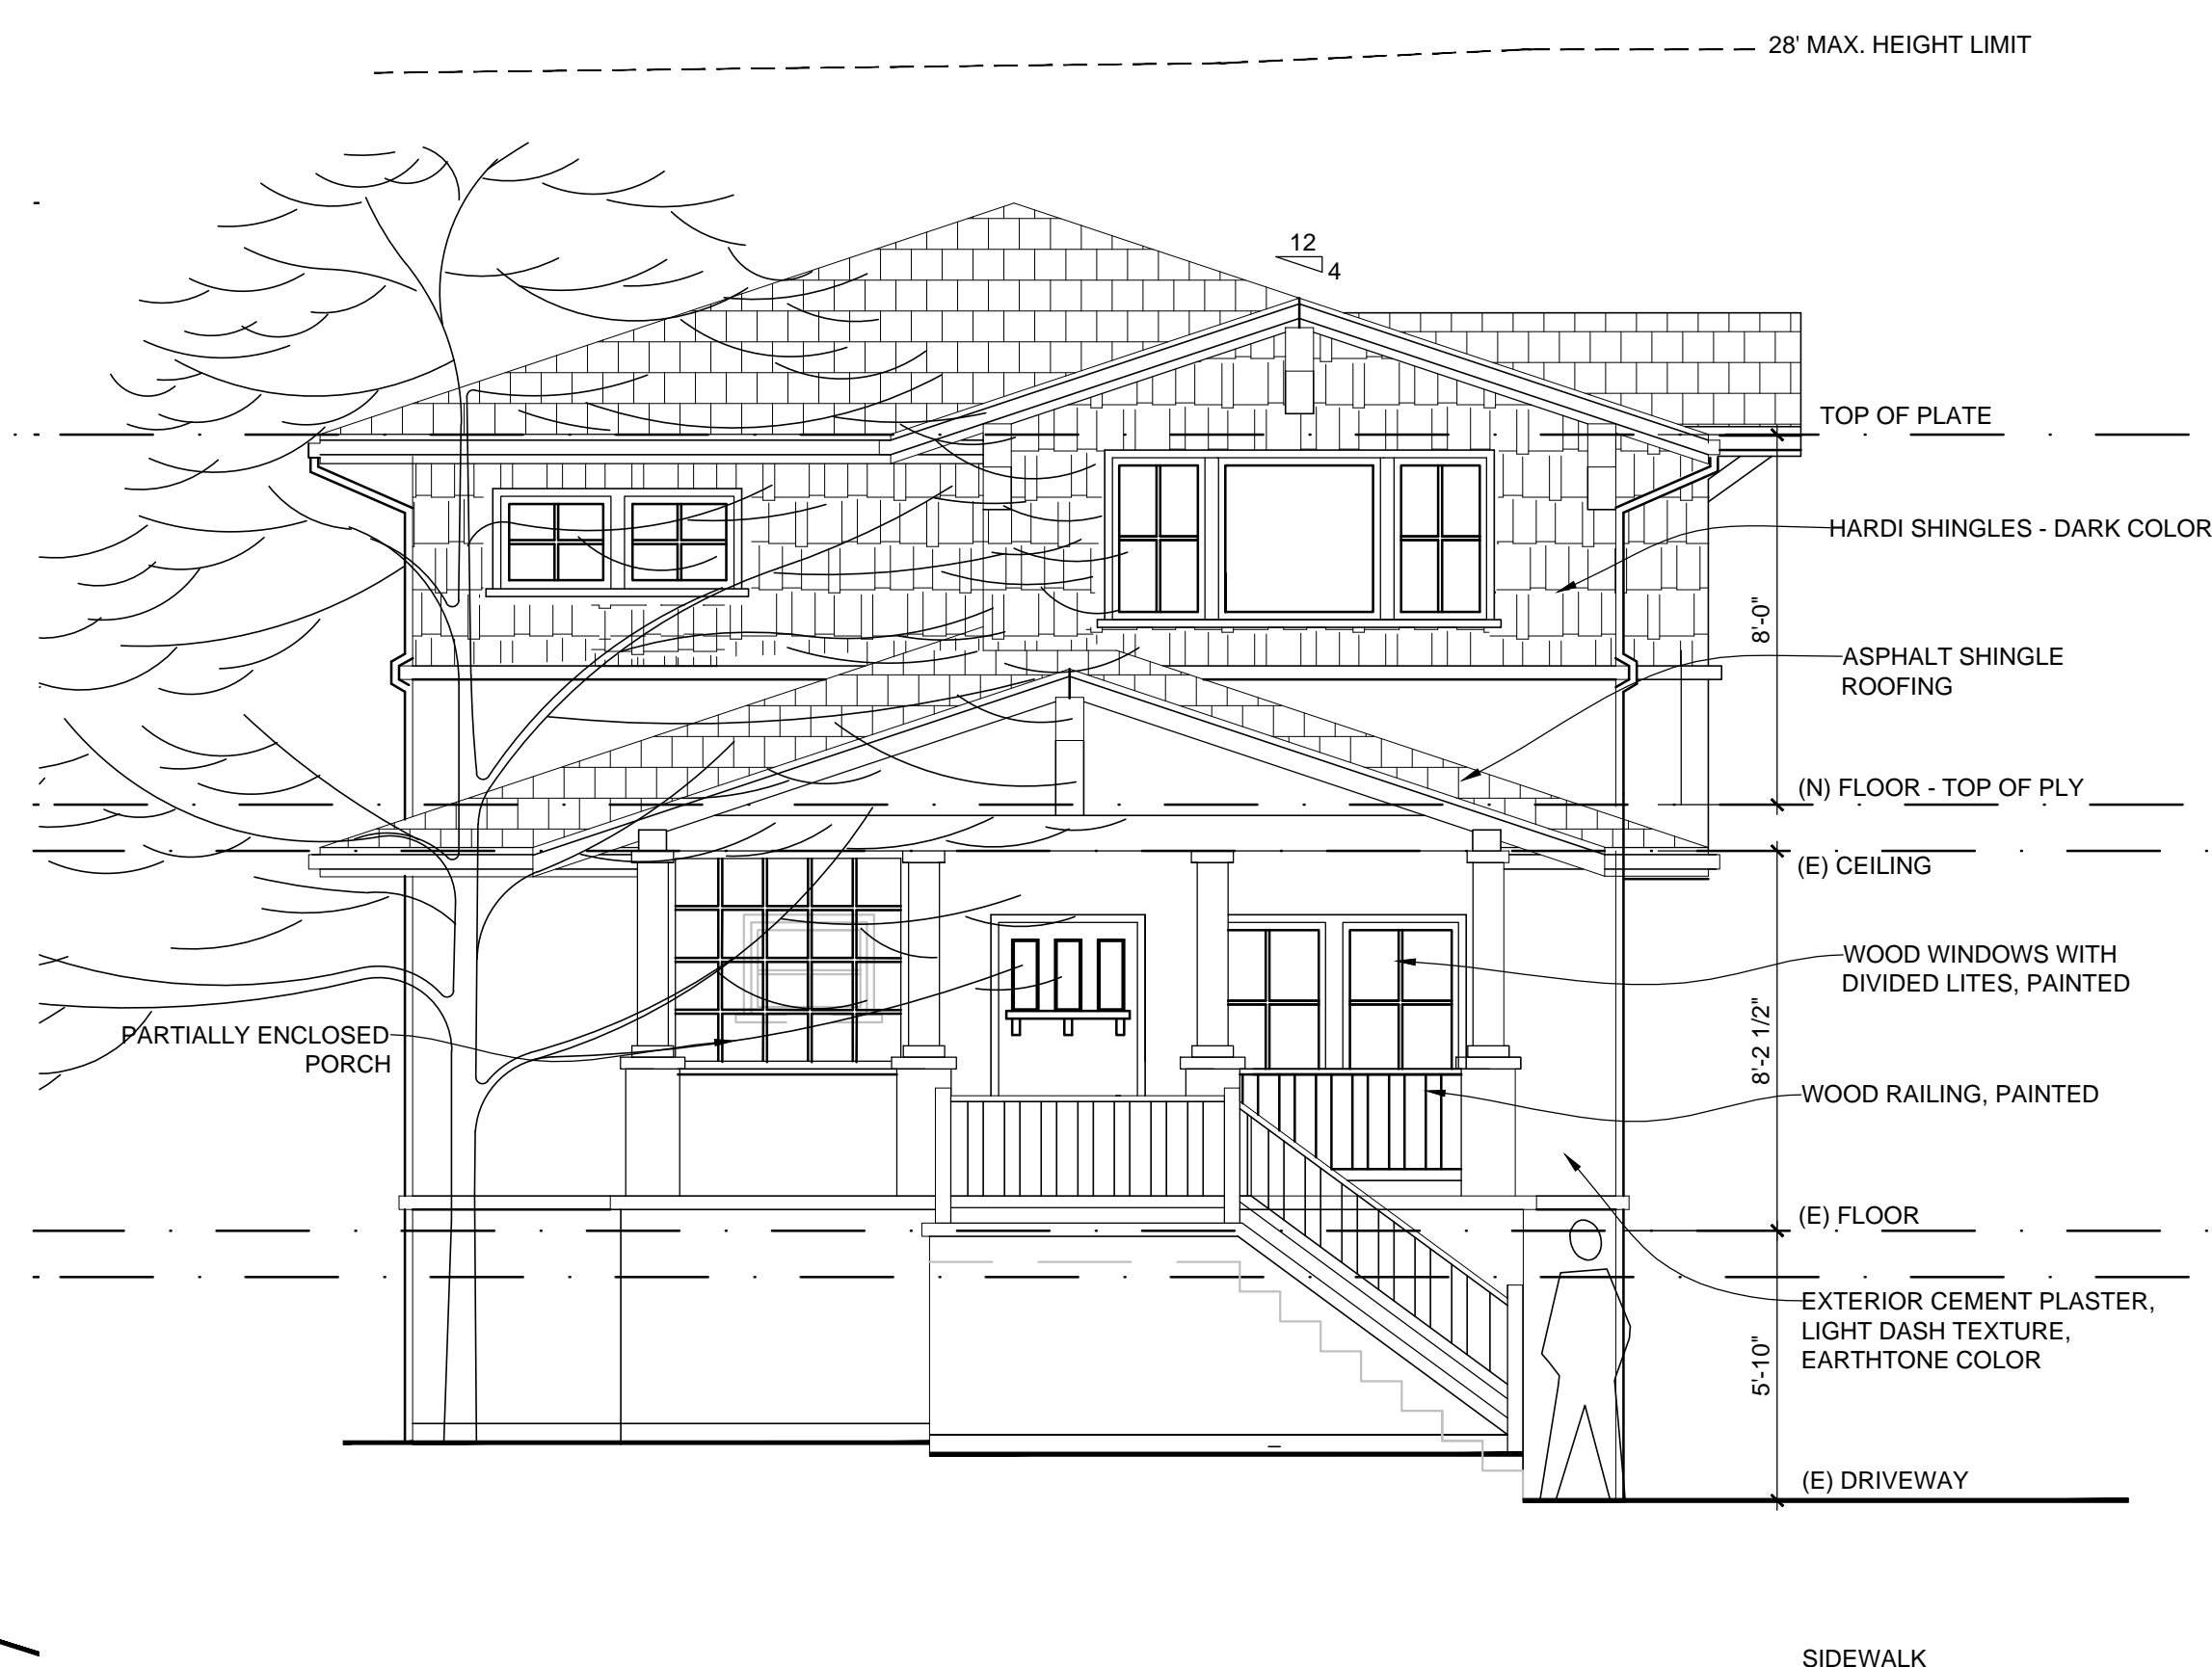 28' MAX. HEIGHT LIMIT
12
4
TOP OF PLATE
HARDI SHINGLES - DARK COLOR
8'-0"
ASPHALT SHINGLE
ROOFING
(N) FLOOR - TOP OF PLY
(E) CEILING
WOOD WINDOWS WITH
DIVIDED LITES, PAINTED
8'-2 1/2"
PARTIALLY ENCLOSED
PORCH
WOOD RAILING, PAINTED
(E) FLOOR
EXTERIOR CEMENT PLASTER,
LIGHT DASH TEXTURE,
EARTHTONE COLOR
5'-10"
(E) DRIVEWAY
SIDEWALK